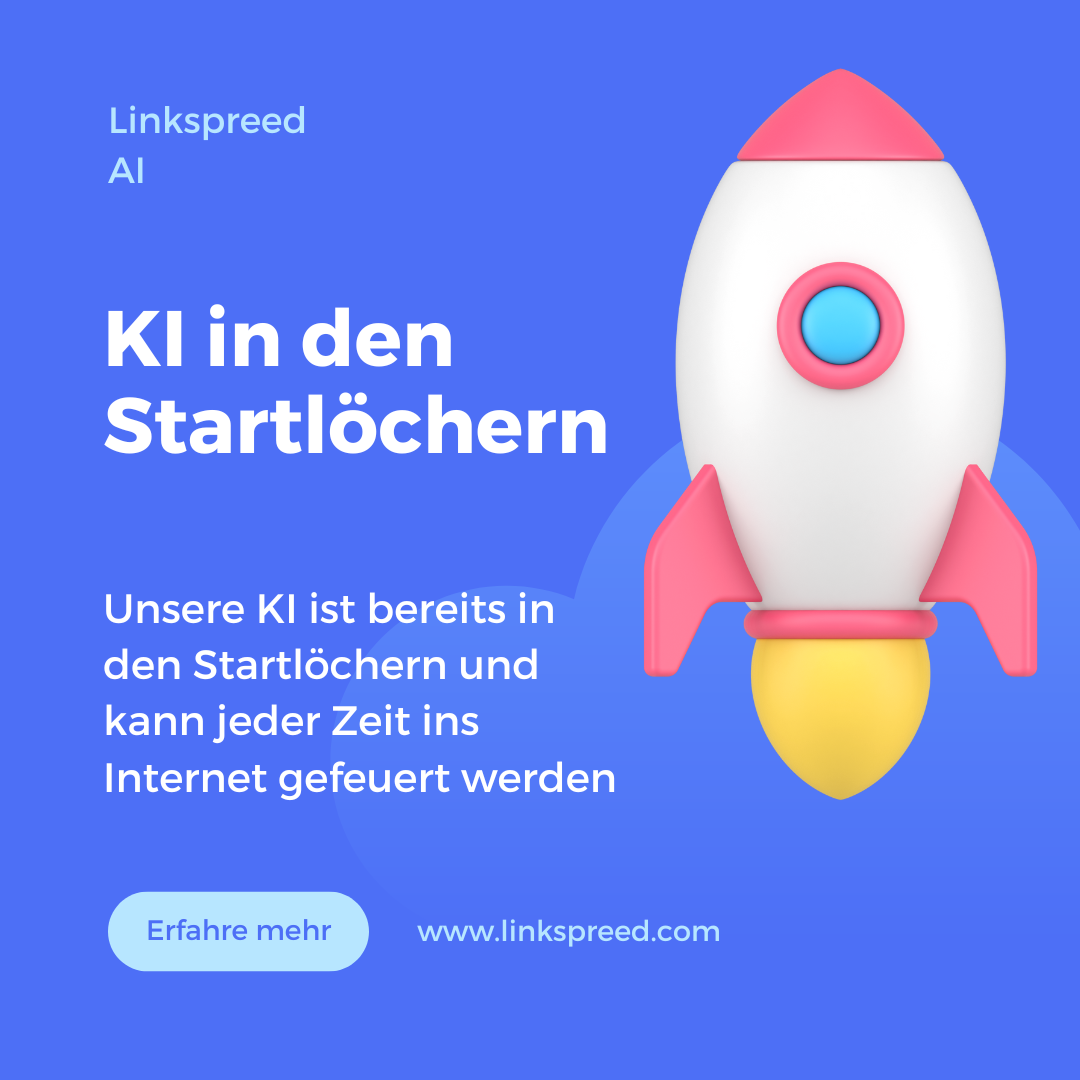 Linkspreed
AI
KI in den
Startlöchern
Unsere KI ist bereits in
den Startlöchern und
kann jeder Zeit ins
Internet gefeuert werden
Erfahre mehr
www.linkspreed.com